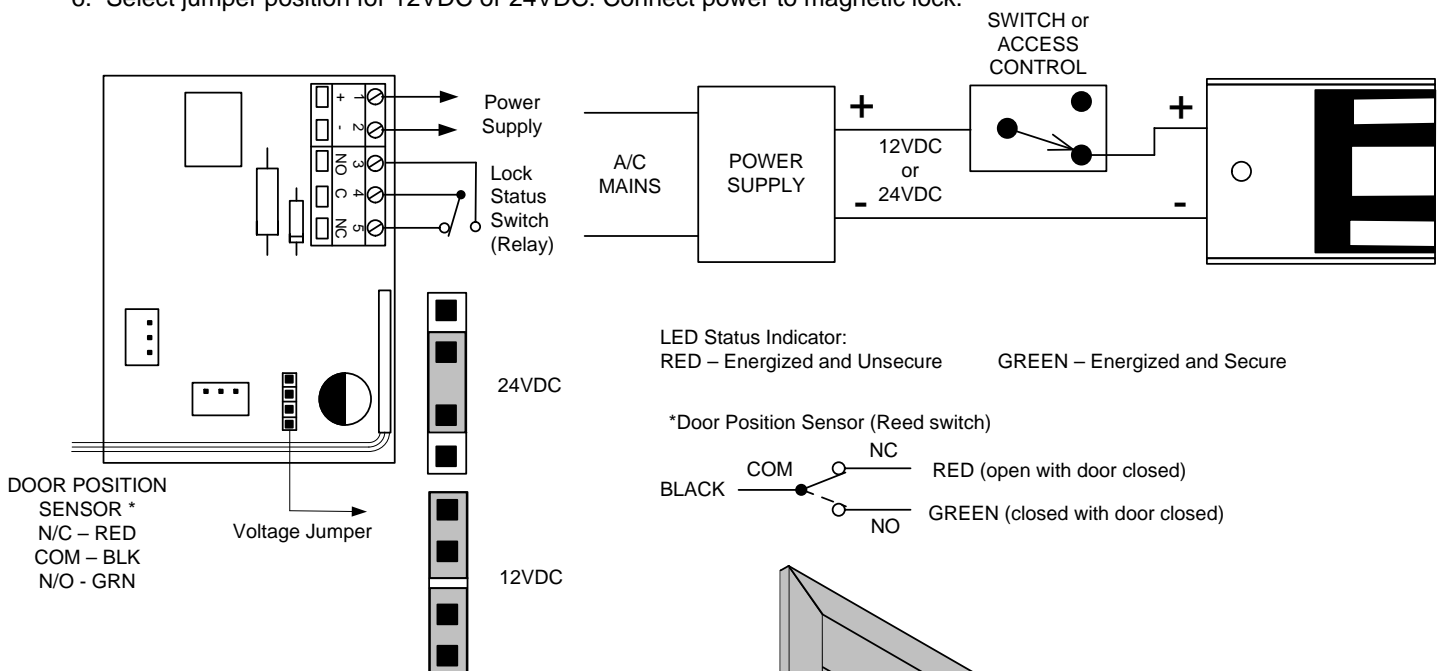 6. Select jumper position for 12VDC or 24VDC. Connect power to magnetic lock.
SWITCH or
ACCESS
CONTROL
+ 1
- 2
NO 3
C 4
NC 5
Power
Supply
Lock
Status
Switch
(Relay)
A/C
MAINS
POWER
SUPPLY
+
12VDC
or
24VDC
-
+
-
24VDC
12VDC
LED Status Indicator:
RED – Energized and Unsecure GREEN – Energized and Secure
*Door Position Sensor (Reed switch)
NC
COM
RED (open with door closed)
BLACK
GREEN (closed with door closed)
NO
DOOR POSITION
SENSOR *
N/C – RED
COM – BLK
N/O - GRN
Voltage Jumper